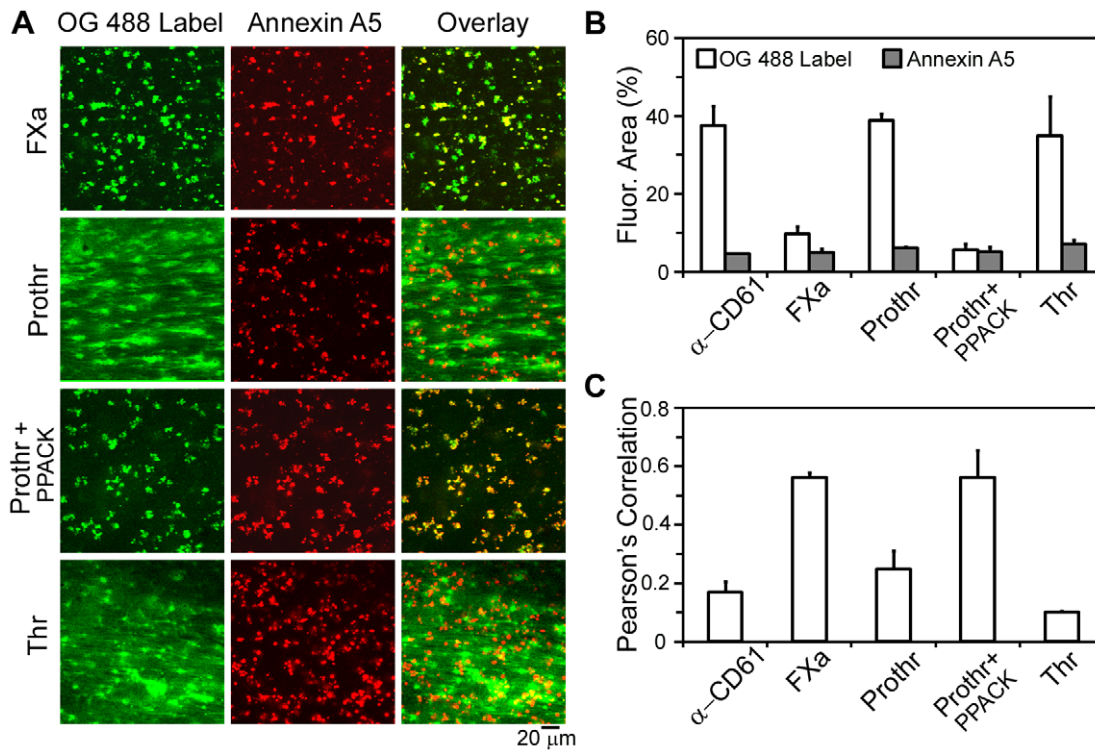 A
OG 488 Label
Annexin A5
Overlay
FXa
Prothr
Prothr +
PPACK
Thr
20 μm
B
60
40
20
0
Fluor. Area (%)
OG 488 Label
Annexin A5
α−CD61
FXa
Prothr
Prothr+
PPACK
Thr
C
0.8
0.6
0.4
0.2
0
Pearson's Correlation
α−CD61
FXa
Prothr
Prothr+
PPACK
Thr